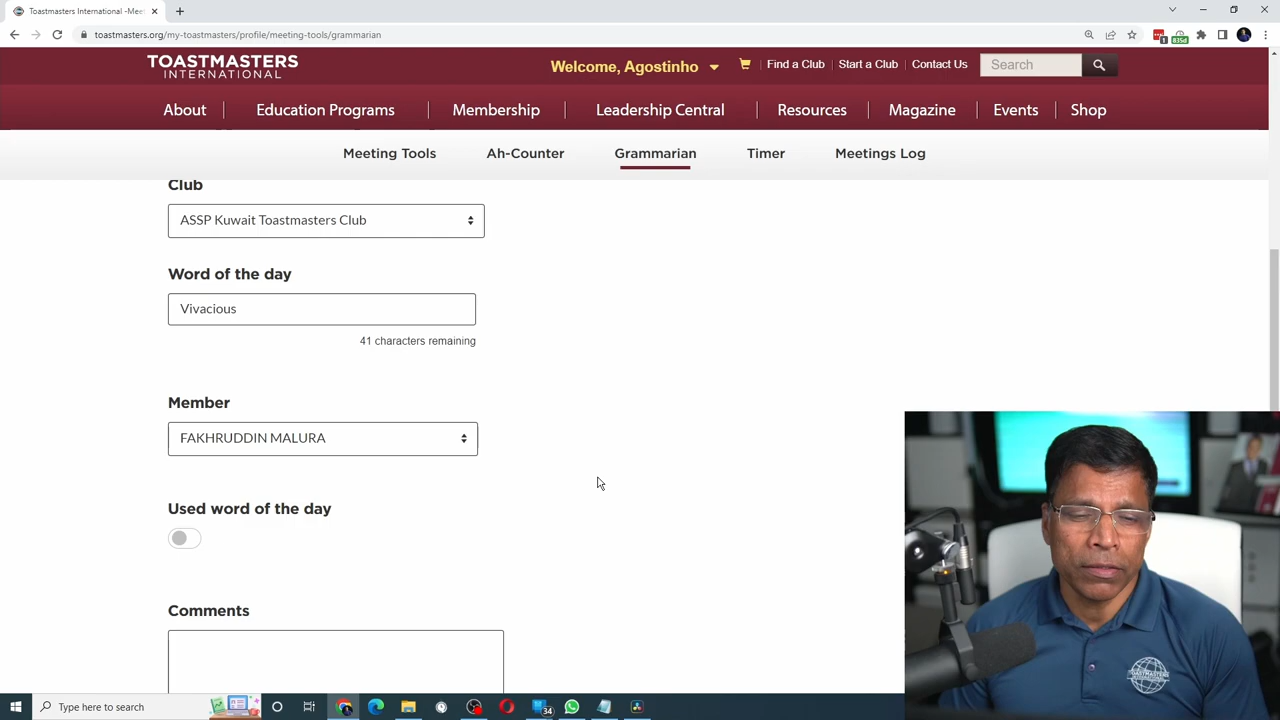 Toastmasters International -Mee
toastmasters.org/my-toastmasters/profile/meeting-tools/grammarian
TOASTMASTERS
INTERNATIONAL
Welcome, Agostinho
Find a Club
Start a Club
Contact Us
Search
About
Education Programs
Membership
Leadership Central
Resources
Magazine
Events
Shop
Meeting Tools
Ah-Counter
Grammarian
Timer
Meetings Log
Club
ASSP Kuwait Toastmasters Club
Word of the day
Vivacious
41 characters remaining
Member
FAKHRUDDIN MALURA
Used word of the day
Comments
Type here to search
34